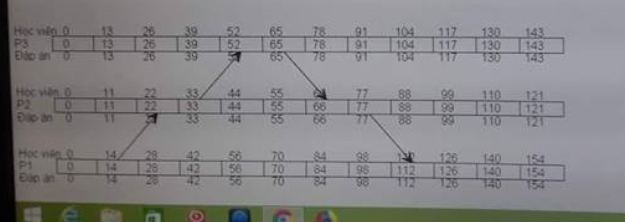 Học viên 0 13 26 39 52 65 78 91 104 117 130 143
P3 0 13 26 39 52 65 78 91 104 117 130 143
Đáp án 0 13 26 39 65 78 91 104 117 130 143
Học viên 0 11 22 33 44 55 77 88 99 110 121
P2 0 11 22 33 44 55 66 77 88 99 110 121
Đáp án 0 11 33 44 55 66 77 88 99 110 121
Học viên 0 14 28 42 56 70 84 98 126 140 154
P1 0 14 28 42 56 70 84 98 112 126 140 154
Đáp án 0 14 28 42 56 70 84 98 112 126 140 154